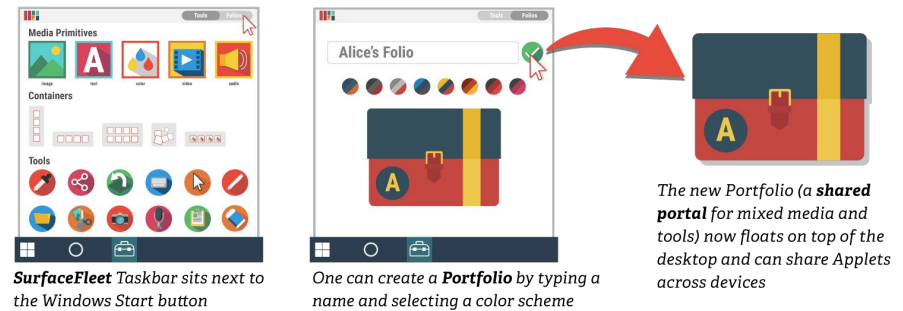 Tools Folios
Media Primitives
A
image text color video audio
Containers
Tools
SurfaceFleet Taskbar sits next to
the Windows Start button
Tools Folios
Alice's Folio
A
One can create a Portfolio by typing a
name and selecting a color scheme
A
The new Portfolio (a shared
portal for mixed media and
tools) now floats on top of the
desktop and can share Applets
across devices